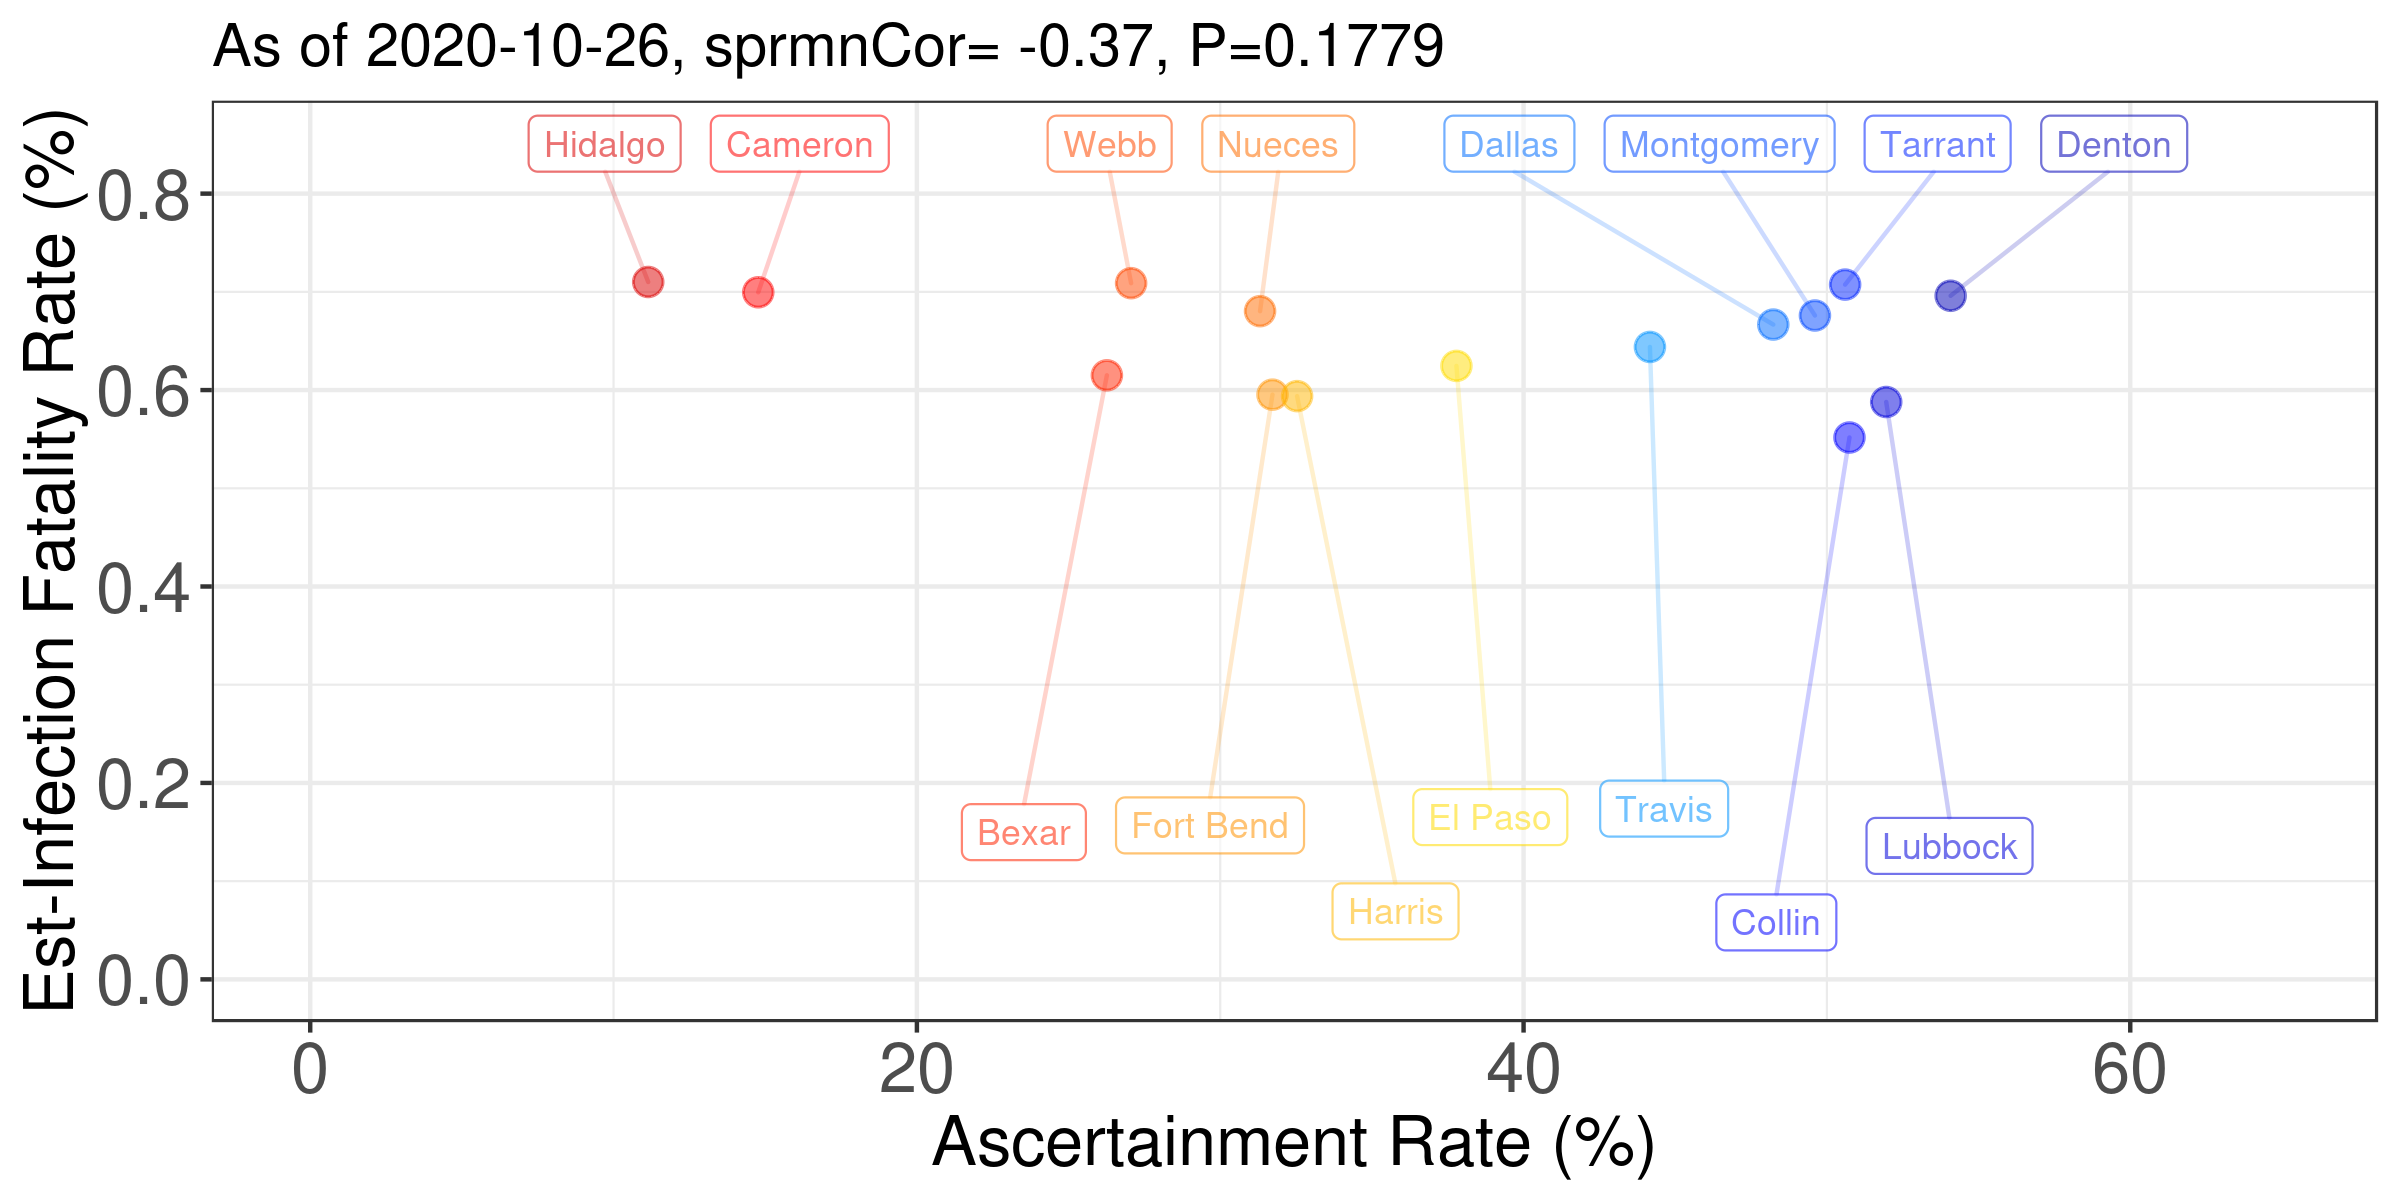 As of 2020-10-26, sprmnCor= -0.37, P=0.1779
Est-Infection Fatality Rate (%)
0.8
0.6
0.4
0.2
0.0
Hidalgo
Cameron
Webb
Nueces
Dallas
Montgomery
Tarrant
Denton
Bexar
Fort Bend
Harris
El Paso
Travis
Collin
Lubbock
0
20
40
60
Ascertainment Rate (%)